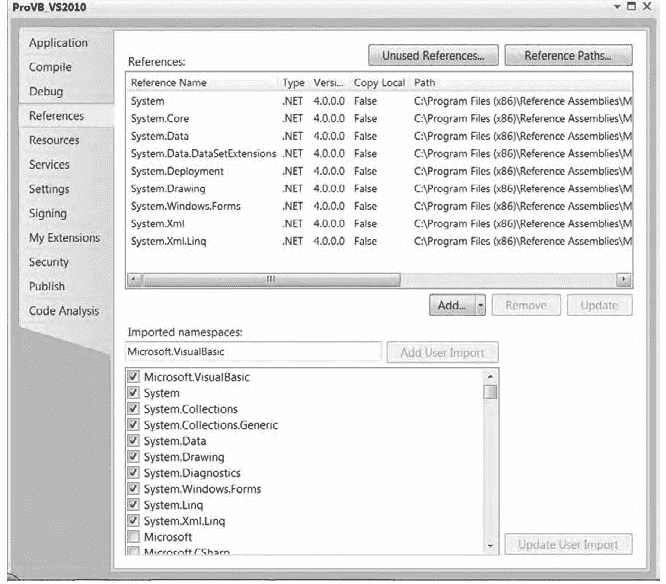 ProVB_VS2010
Application
Compile
Debug
References
Resources
Services
Settings
Signing
My Extensions
Security
Publish
Code Analysis
References:
Unused References...
Reference Paths...
Reference Name Type Versi... Copy Local Path
System .NET 4.0.0.0 False C:\Program Files (x86)\Reference Assemblies\M
System.Core .NET 4.0.0.0 False C:\Program Files (x86)\Reference Assemblies\M
System.Data .NET 4.0.0.0 False C:\Program Files (x86)\Reference Assemblies\M
System.Data.DataSetExtensions .NET 4.0.0.0 False C:\Program Files (x86)\Reference Assemblies\M
System.Deployment .NET 4.0.0.0 False C:\Program Files (x86)\Reference Assemblies\M
System.Drawing .NET 4.0.0.0 False C:\Program Files (x86)\Reference Assemblies\M
System.Windows.Forms .NET 4.0.0.0 False C:\Program Files (x86)\Reference Assemblies\M
System.Xml .NET 4.0.0.0 False C:\Program Files (x86)\Reference Assemblies\M
System.Xml.Linq .NET 4.0.0.0 False C:\Program Files (x86)\Reference Assemblies\M
Add...
Remove
Update
Imported namespaces:
Microsoft.VisualBasic
Add User Import
Microsoft.VisualBasic
System
System.Collections
System.Collections.Generic
System.Data
System.Drawing
System.Diagnostics
System.Windows.Forms
System.Linq
System.Xml.Linq
Microsoft
Microsoft.CSharp
Update User Import